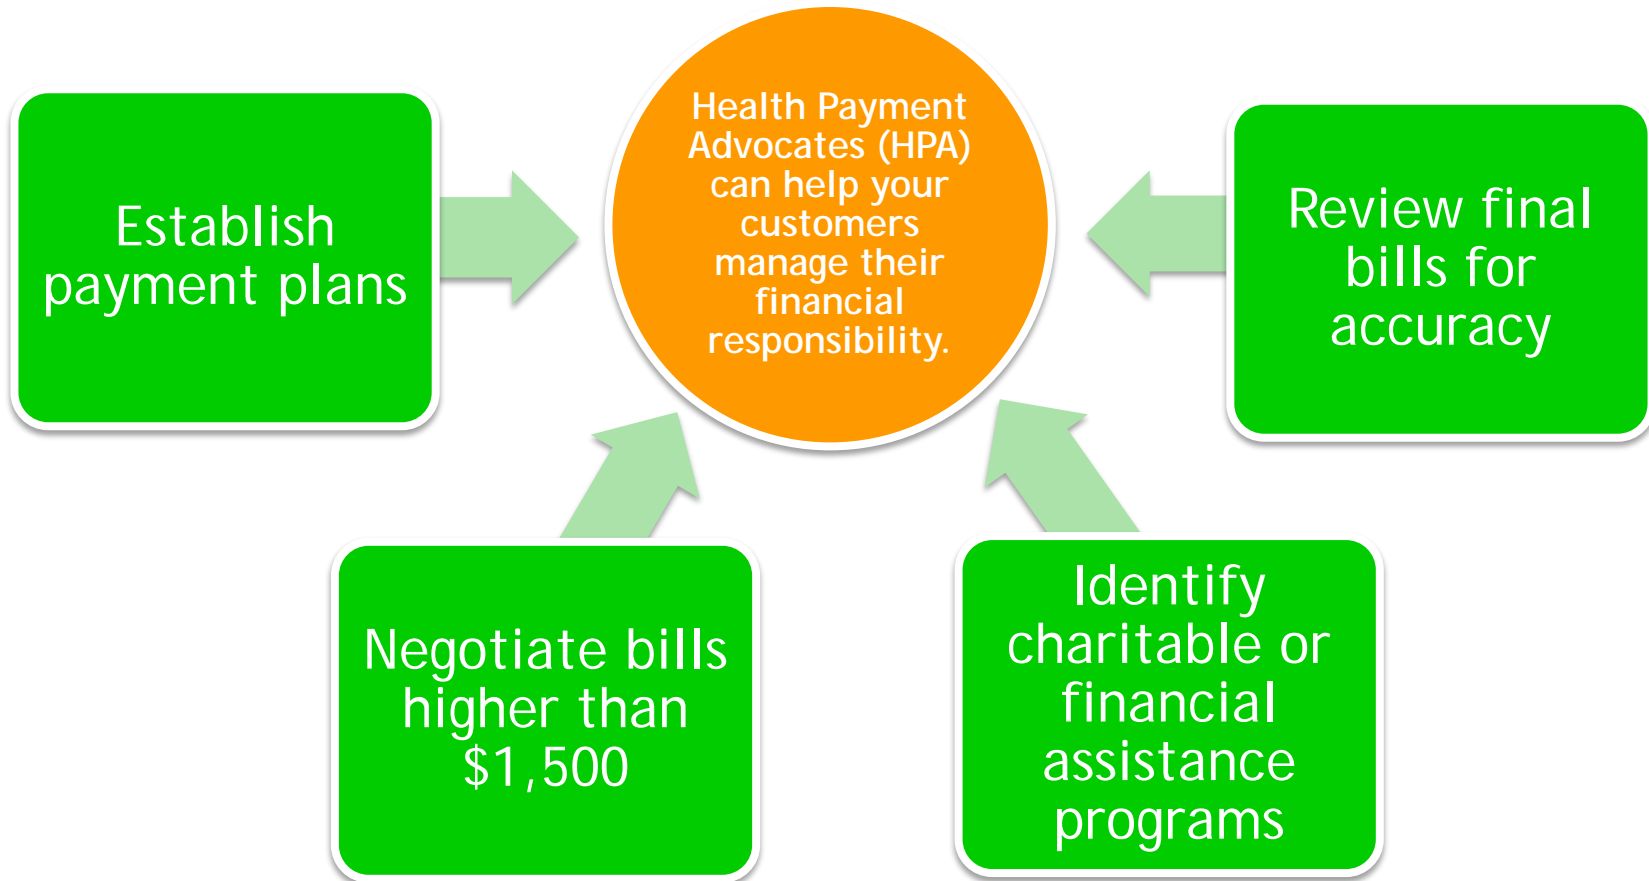 Health Payment
Advocates (HPA)
can help your
customers
manage their
financial
responsibility.
Establish
payment plans
Negotiate bills
higher than
$1,500
Identify
charitable or
financial
assistance
programs
Review final
bills for
accuracy